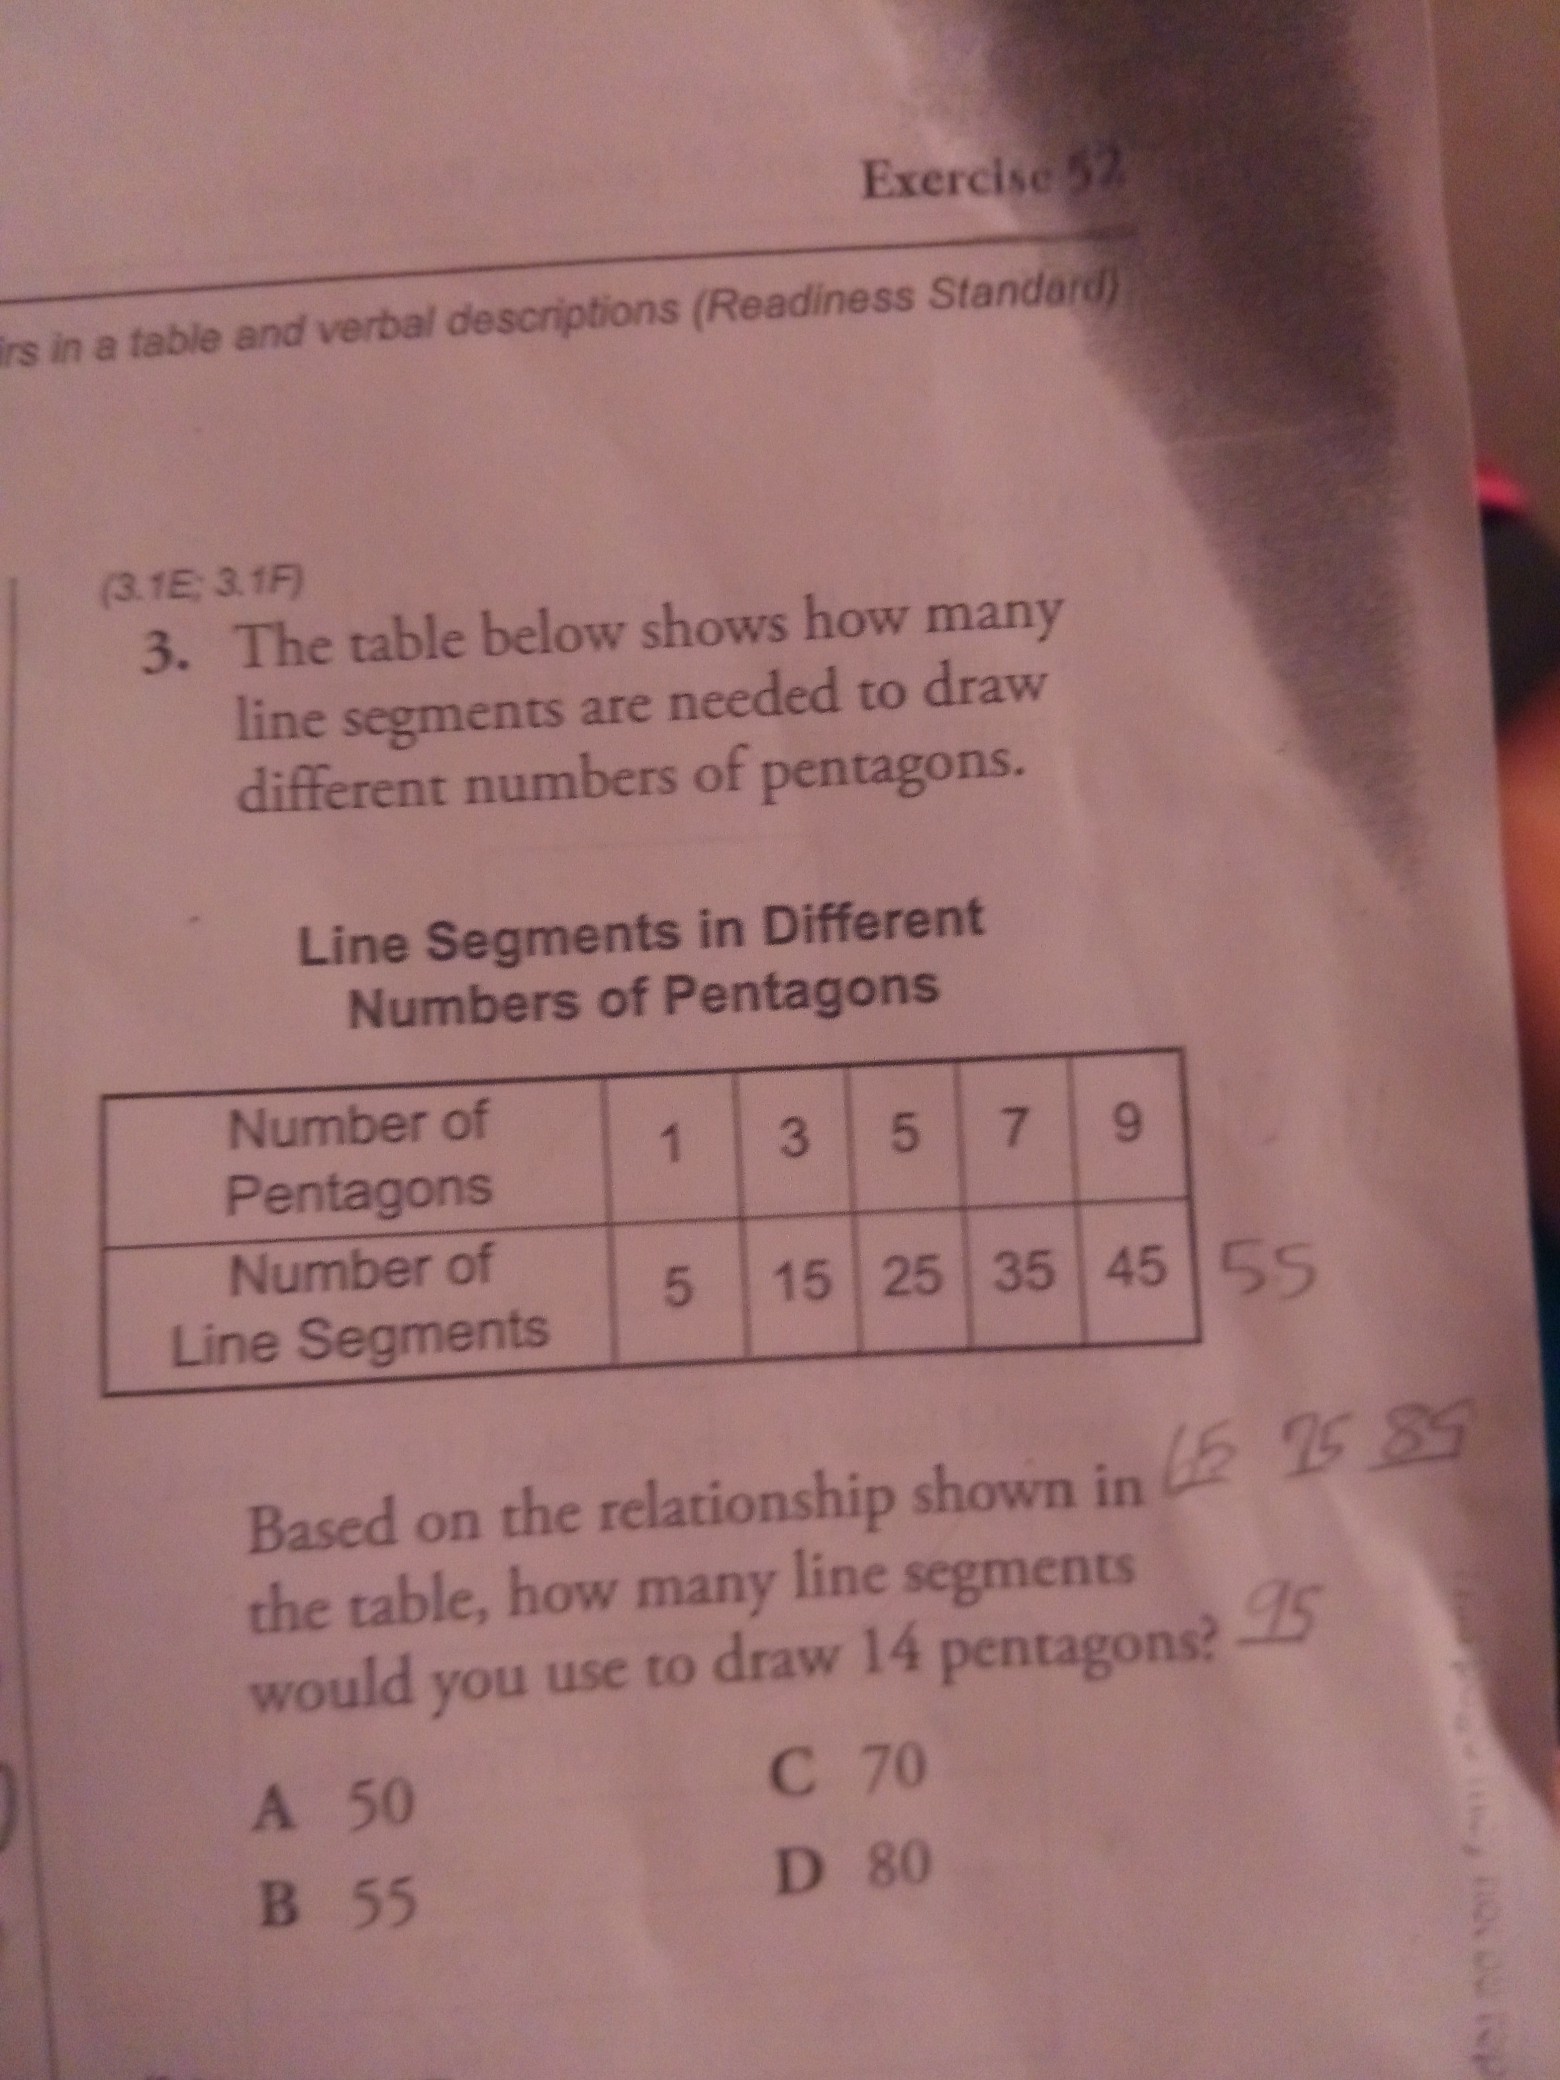 Exercise 52
irs in a table and verbal descriptions (Readiness Standard)
(3.1E; 3.1F)
3. The table below shows how many
line segments are needed to draw
different numbers of pentagons.
Line Segments in Different
Numbers of Pentagons
Number of Pentagons 1 3 5 7 9
Number of Line Segments 5 15 25 35 45 55
65 75 85
Based on the relationship shown in
the table, how many line segments
would you use to draw 14 pentagons? 95
A 50
B 55
C 70
D 80